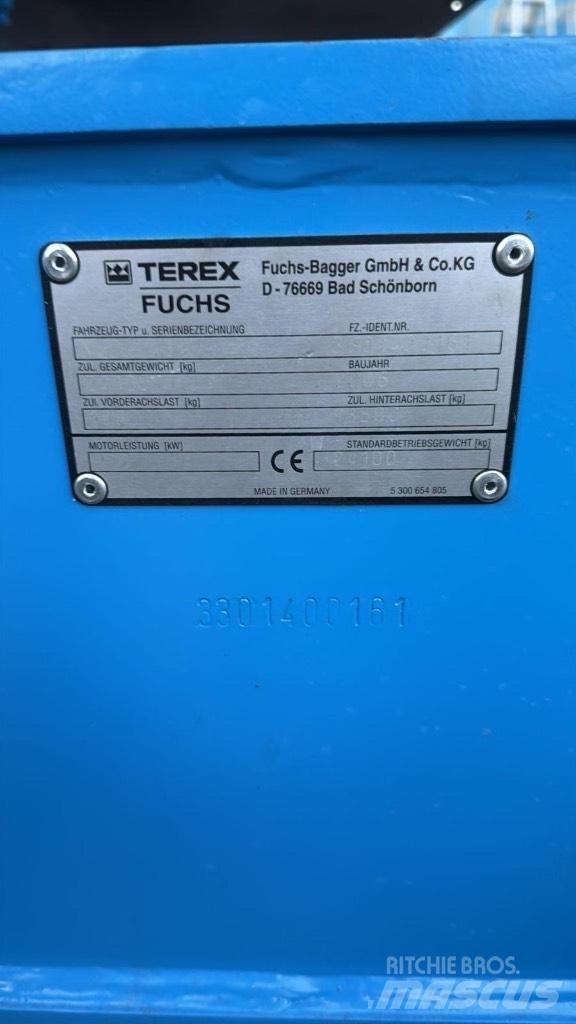 TEREX
FUCHS
Fuchs-Bagger GmbH & Co.KG
D - 76669 Bad Schönborn
FAHRZEUG-TYP u. SERIENBEZEICHNUNG
FZ.-IDENT.NR.
ZUL. GESAMTGEWICHT [kg]
BAUJAHR
ZUL. VORDERACHSLAST [kg]
ZUL. HINTERACHSLAST [kg]
MOTORLEISTUNG [kW]
CE
STANDARDBETRIEBSGEWICHT [kg]
MADE IN GERMANY
5 300 654 805
3301400161
RITCHIE BROS.
MASCUS